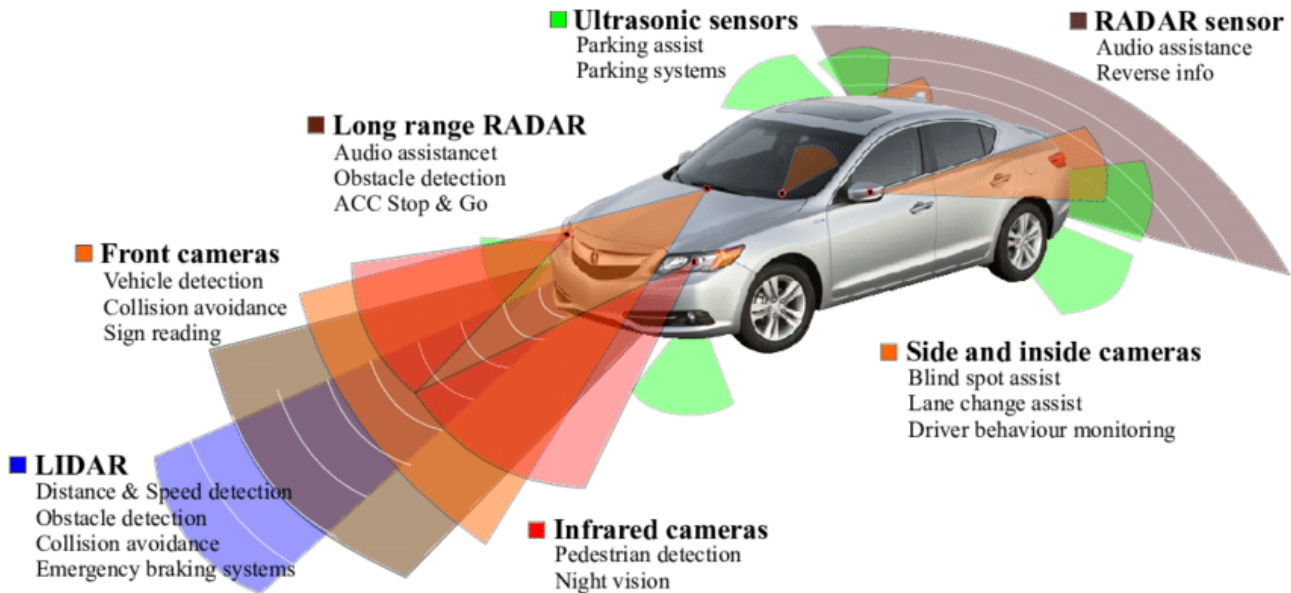 Ultrasonic sensors
Parking assist
Parking systems
RADAR sensor
Audio assistance
Reverse info
Long range RADAR
Audio assistancet
Obstacle detection
ACC Stop & Go
Front cameras
Vehicle detection
Collision avoidance
Sign reading
Side and inside cameras
Blind spot assist
Lane change assist
Driver behaviour monitoring
LIDAR
Distance & Speed detection
Obstacle detection
Collision avoidance
Emergency braking systems
Infrared cameras
Pedestrian detection
Night vision